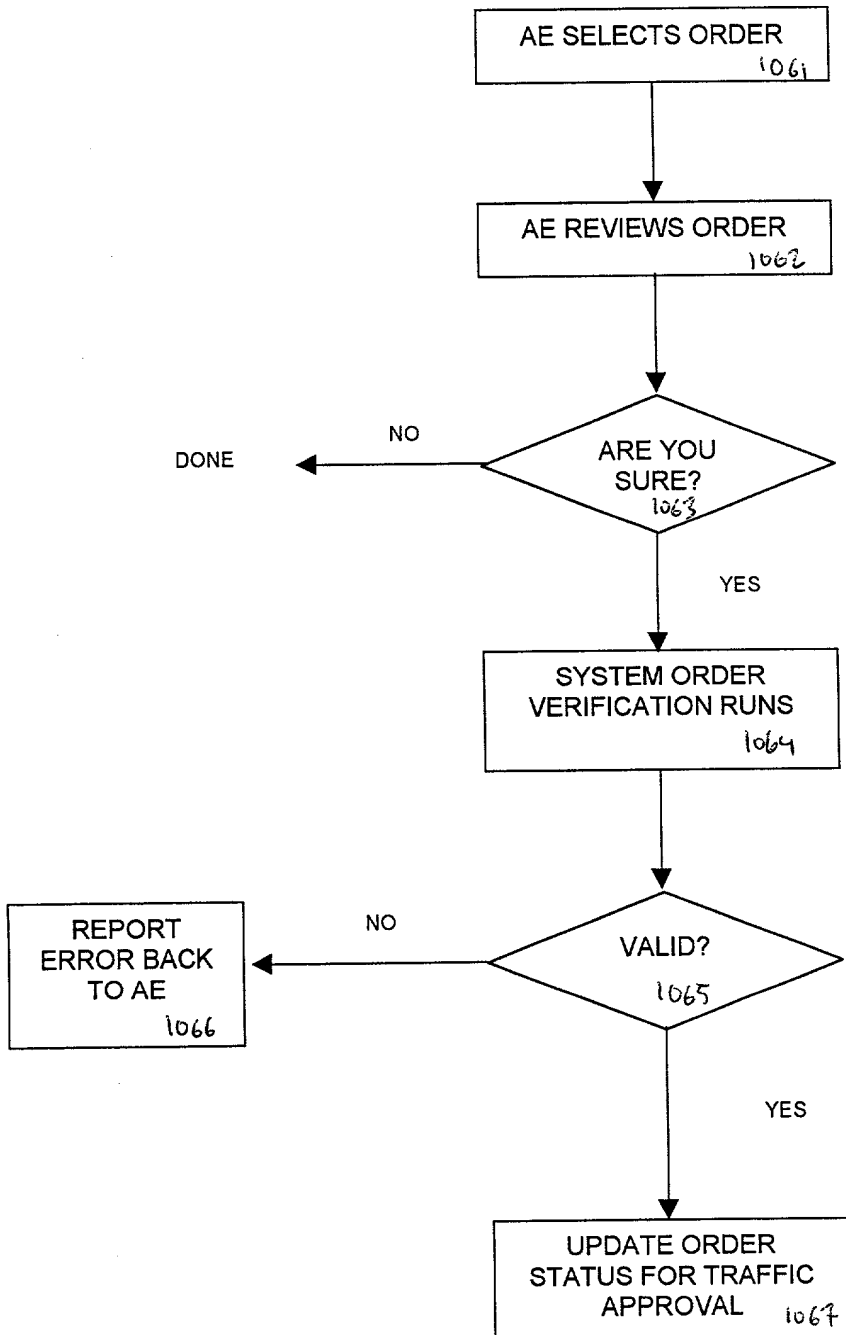 AE SELECTS ORDER
1061
AE REVIEWS ORDER
1062
ARE YOU
SURE?
1063
NO
DONE
YES
SYSTEM ORDER
VERIFICATION RUNS
1064
VALID?
1065
NO
REPORT
ERROR BACK
TO AE
1066
YES
UPDATE ORDER
STATUS FOR TRAFFIC
APPROVAL
1067